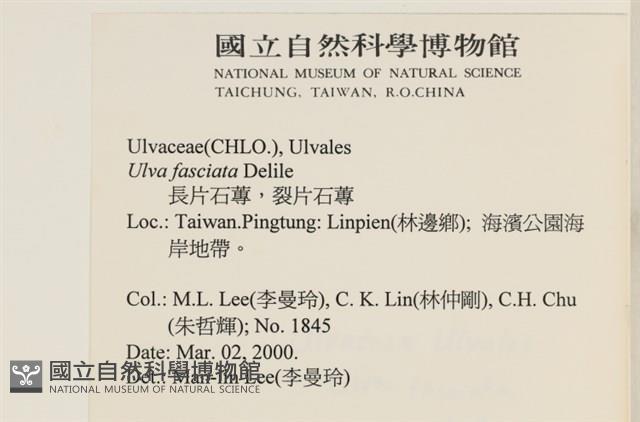 國立自然科學博物館
NATIONAL MUSEUM OF NATURAL SCIENCE
TAICHUNG, TAIWAN, R.O.CHINA
Ulvaceae(CHLO.), Ulvales
Ulva fasciata Delile
長片石蓴，裂片石蓴
Loc.: Taiwan.Pingtung: Linpien(林邊鄉); 海濱公園海
岸地帶。
Col.: M.L. Lee(李曼玲), C. K. Lin(林仲剛), C.H. Chu
(朱哲輝); No. 1845
Date: Mar. 02, 2000.
Det.: Man-lin Lee(李曼玲)
國立自然科學博物館
NATIONAL MUSEUM OF NATURAL SCIENCE